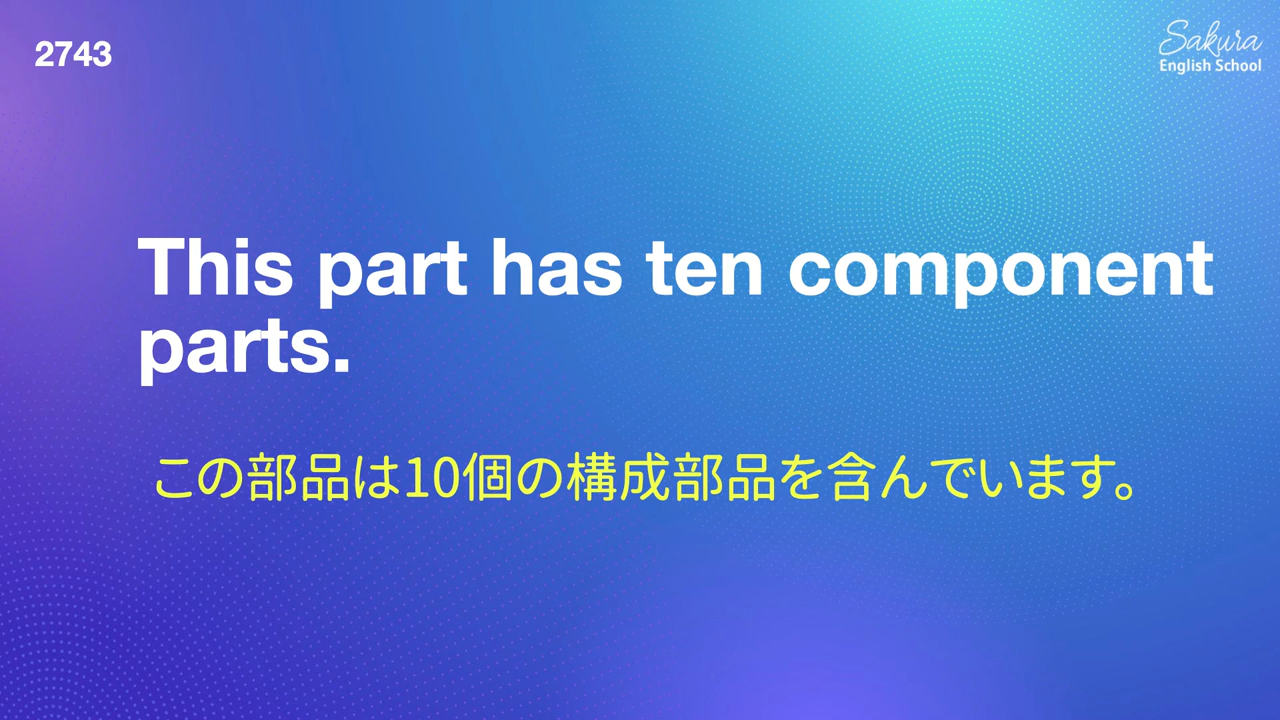 2743
Sakura
English School
This part has ten component
parts.
この部品は10個の構成部品を含んでいます。